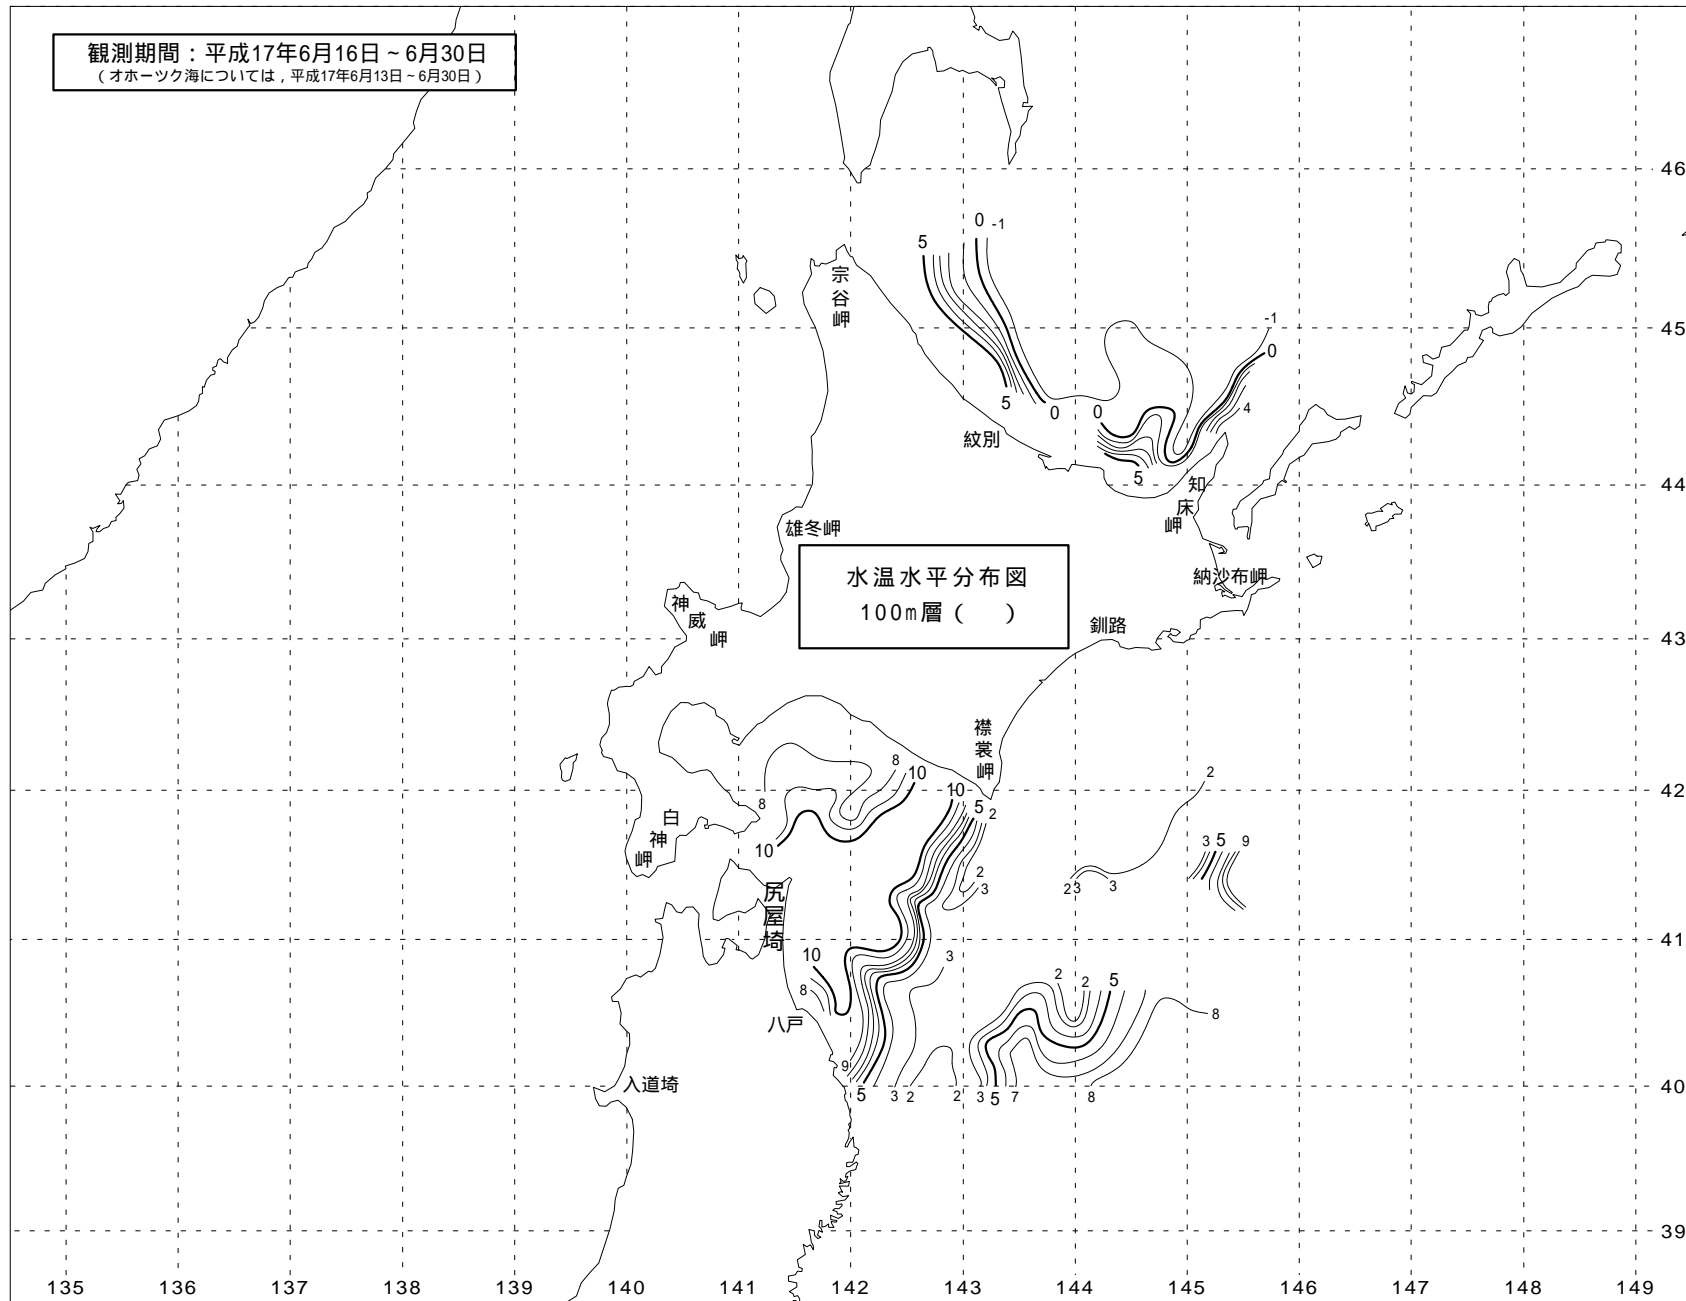 観測期間：平成17年6月16日～6月30日
（オホーツク海については，平成17年6月13日～6月30日）
46
0 -1
5
宗谷岬
-1
45
0
5 0 0 4
紋別
5
44
知床岬
雄冬岬
水温水平分布図
100m層（　）
納沙布岬
神威岬
釧路
43
襟裳岬
8 10
2
8
10 5 2
42
白神岬
10
3 5 9
2
3
23 3
尻屋埼
41
10
3
8
2 2 5
8
八戸
9
入道埼
5 3 2 2 3 5 7 8
40
39
135 136 137 138 139 140 141 142 143 144 145 146 147 148 149